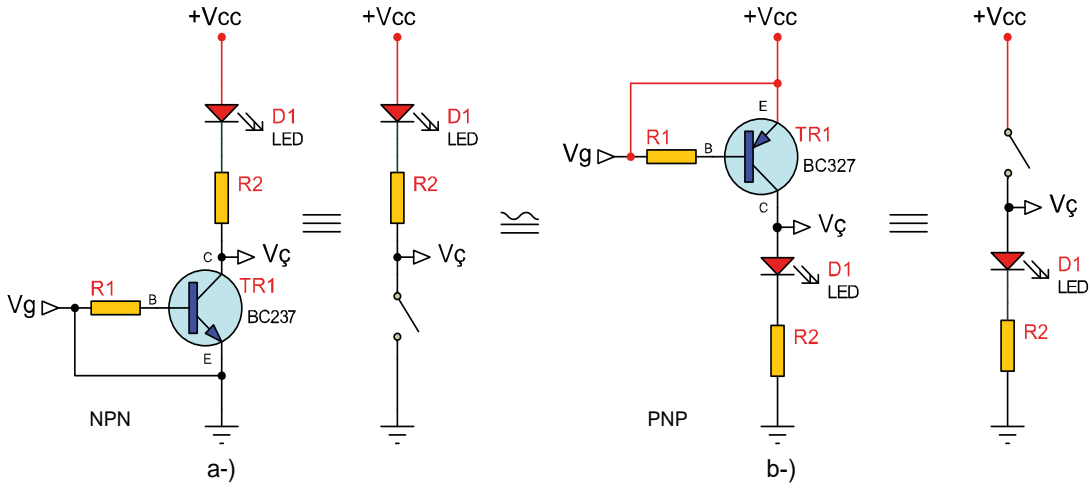 +Vcc
D1
LED
R2
C
Vç
TR1
BC237
Vg
R1
B
E
NPN
a-)
+Vcc
D1
LED
R2
Vç
+Vcc
E
TR1
BC327
Vg
R1
B
C
Vç
D1
LED
R2
PNP
b-)
+Vcc
Vç
D1
LED
R2